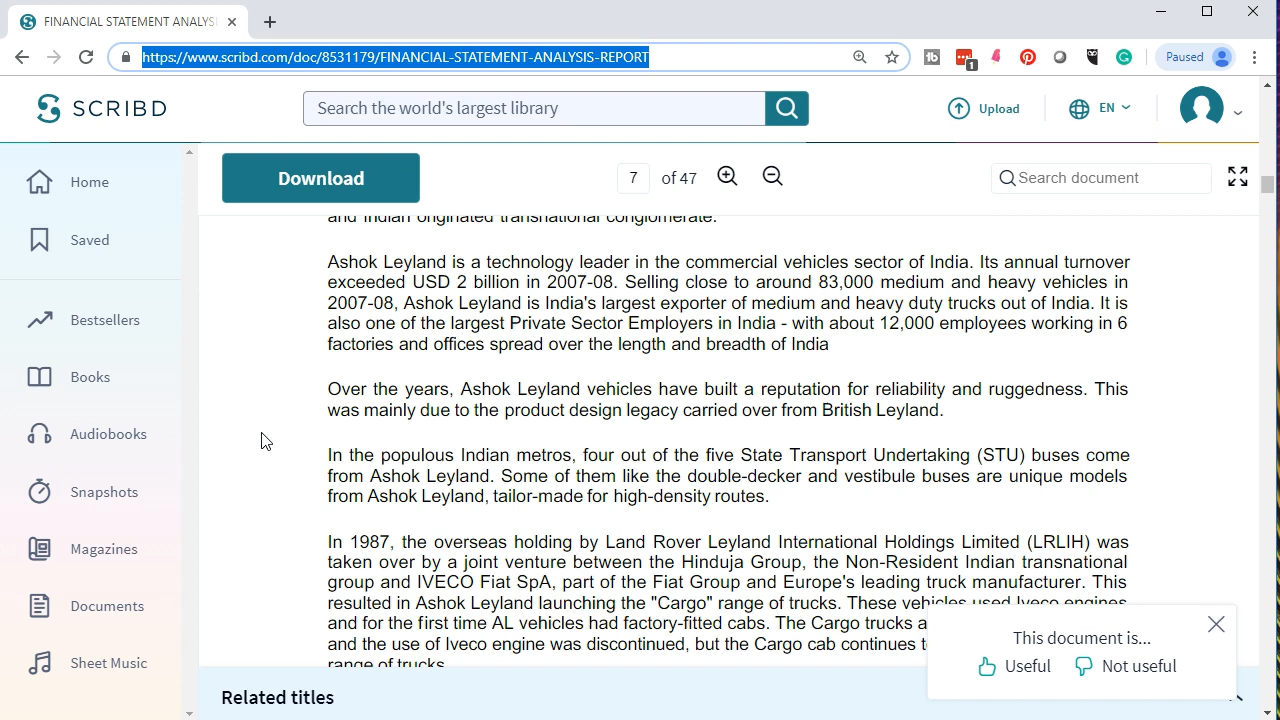 FINANCIAL STATEMENT ANALYS
https://www.scribd.com/doc/8531179/FINANCIAL-STATEMENT-ANALYSIS-REPORT
1
Paused
SCRIBD
Search the world's largest library
Upload
EN
Home
Saved
Bestsellers
Books
Audiobooks
Snapshots
Magazines
Documents
Sheet Music
Download
7 of 47
Search document
and Indian originated transnational conglomerate.
Ashok Leyland is a technology leader in the commercial vehicles sector of India. Its annual turnover
exceeded USD 2 billion in 2007-08. Selling close to around 83,000 medium and heavy vehicles in
2007-08, Ashok Leyland is India's largest exporter of medium and heavy duty trucks out of India. It is
also one of the largest Private Sector Employers in India - with about 12,000 employees working in 6
factories and offices spread over the length and breadth of India
Over the years, Ashok Leyland vehicles have built a reputation for reliability and ruggedness. This
was mainly due to the product design legacy carried over from British Leyland.
In the populous Indian metros, four out of the five State Transport Undertaking (STU) buses come
from Ashok Leyland. Some of them like the double-decker and vestibule buses are unique models
from Ashok Leyland, tailor-made for high-density routes.
In 1987, the overseas holding by Land Rover Leyland International Holdings Limited (LRLIH) was
taken over by a joint venture between the Hinduja Group, the Non-Resident Indian transnational
group and IVECO Fiat SpA, part of the Fiat Group and Europe's leading truck manufacturer. This
resulted in Ashok Leyland launching the "Cargo" range of trucks. These vehicles used Iveco engines
and for the first time AL vehicles had factory-fitted cabs. The Cargo trucks a
and the use of Iveco engine was discontinued, but the Cargo cab continues t
range of trucks
This document is...
Useful
Not useful
Related titles